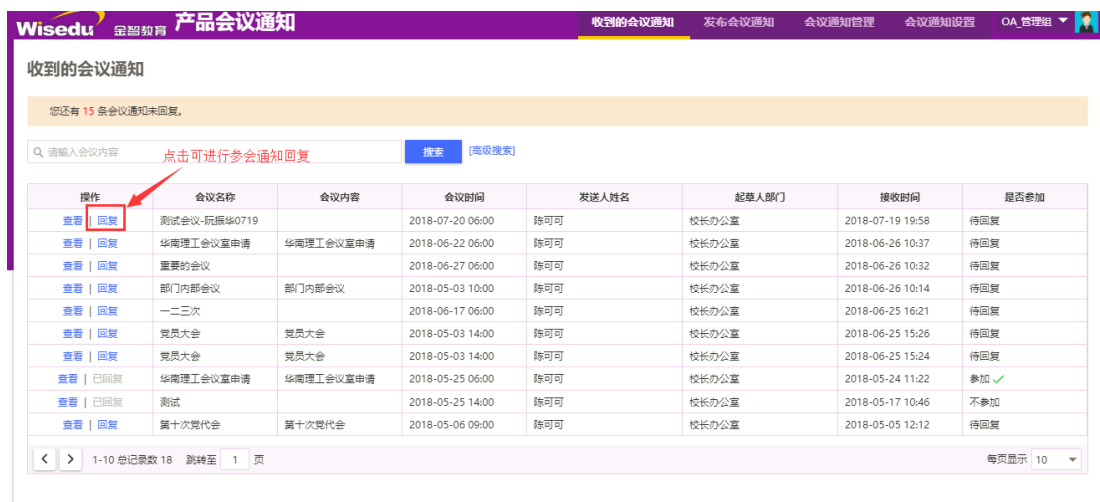 Wisedu 金智教育 产品会议通知 收到的会议通知 发布会议通知 会议通知管理 会议通知设置 OA_管理组
收到的会议通知
您还有 15 条会议通知未回复。
请输入会议内容 点击可进行参会通知回复 搜索 [高级搜索]
操作 会议名称 会议内容 会议时间 发送人姓名 起草人部门 接收时间 是否参加
查看 | 回复 测试会议-阮振华0719 2018-07-20 06:00 陈可可 校长办公室 2018-07-19 19:58 待回复
查看 | 回复 华南理工会议室申请 华南理工会议室申请 2018-06-22 06:00 陈可可 校长办公室 2018-06-26 10:37 待回复
查看 | 回复 重要的会议 2018-06-27 06:00 陈可可 校长办公室 2018-06-26 10:32 待回复
查看 | 回复 部门内部会议 部门内部会议 2018-05-03 10:00 陈可可 校长办公室 2018-06-26 10:14 待回复
查看 | 回复 一二三次 2018-06-17 06:00 陈可可 校长办公室 2018-06-25 16:21 待回复
查看 | 回复 党员大会 党员大会 2018-05-03 14:00 陈可可 校长办公室 2018-06-25 15:26 待回复
查看 | 回复 党员大会 党员大会 2018-05-03 14:00 陈可可 校长办公室 2018-06-25 15:24 待回复
查看 | 已回复 华南理工会议室申请 华南理工会议室申请 2018-05-25 06:00 陈可可 校长办公室 2018-05-24 11:22 参加
查看 | 已回复 测试 2018-05-25 14:00 陈可可 校长办公室 2018-05-17 10:46 不参加
查看 | 回复 第十次党代会 第十次党代会 2018-05-06 09:00 陈可可 校长办公室 2018-05-05 12:12 待回复
1-10 总记录数 18 跳转至 1 页 每页显示 10